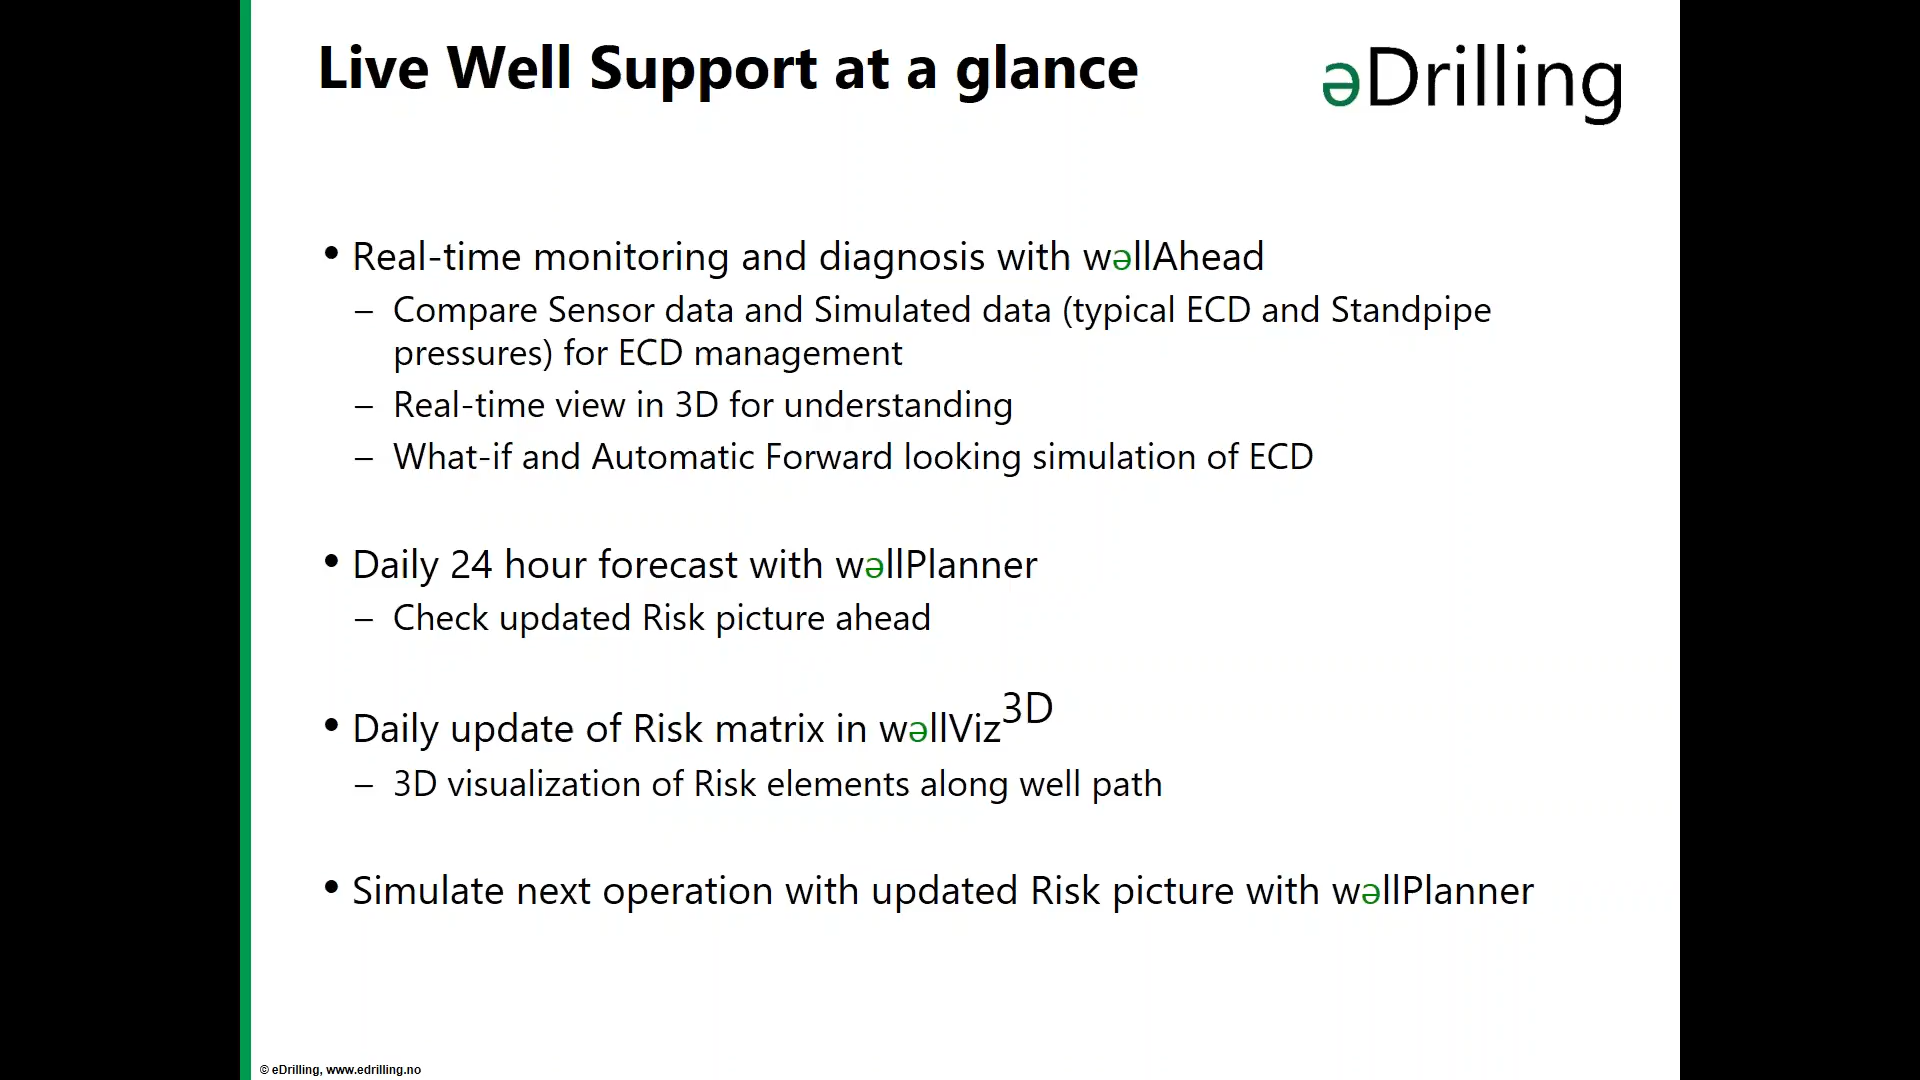 Live Well Support at a glance
əDrilling
• Real-time monitoring and diagnosis with wəllAhead
– Compare Sensor data and Simulated data (typical ECD and Standpipe
pressures) for ECD management
– Real-time view in 3D for understanding
– What-if and Automatic Forward looking simulation of ECD
• Daily 24 hour forecast with wəllPlanner
– Check updated Risk picture ahead
• Daily update of Risk matrix in wəllViz3D
– 3D visualization of Risk elements along well path
• Simulate next operation with updated Risk picture with wəllPlanner
© eDrilling, www.edrilling.no